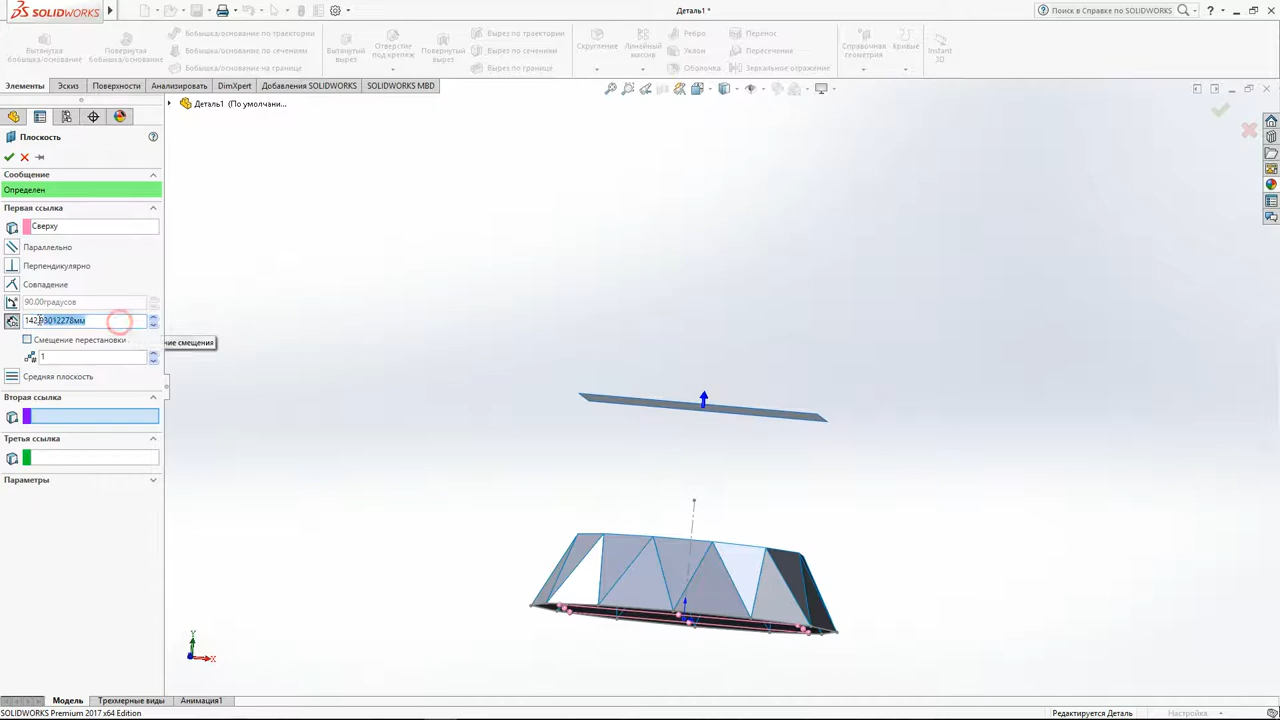 SOLIDWORKS
Деталь1 *
Поиск в Справке по SOLIDWORKS
?
Вытянутая бобышка/основание
Повернутая бобышка/основание
Бобышка/основание по траектории
Бобышка/основание по сечениям
Бобышка/основание на границе
Вытянутый вырез
Отверстие под крепеж
Повернутый вырез
Вырез по траектории
Вырез по сечениям
Вырез по границе
Скругление
Линейный массив
Ребро
Уклон
Оболочка
Перенос
Пересечение
Зеркальное отражение
Справочная геометрия
Кривые
Instant 3D
Элементы Эскиз Поверхности Анализировать DimXpert Добавления SOLIDWORKS SOLIDWORKS MBD
Деталь1 (По умолчани...
Плоскость
?
Сообщение
Определен
Первая ссылка
Сверху
Параллельно
Перпендикулярно
Совпадение
90.00градусов
142.93012278мм
Смещение перестановки
ние смещения
1
Средняя плоскость
Вторая ссылка
Третья ссылка
Параметры
Y
X
Модель Трехмерные виды Анимация1
SOLIDWORKS Premium 2017 x64 Edition
Редактируется Деталь
Настройка